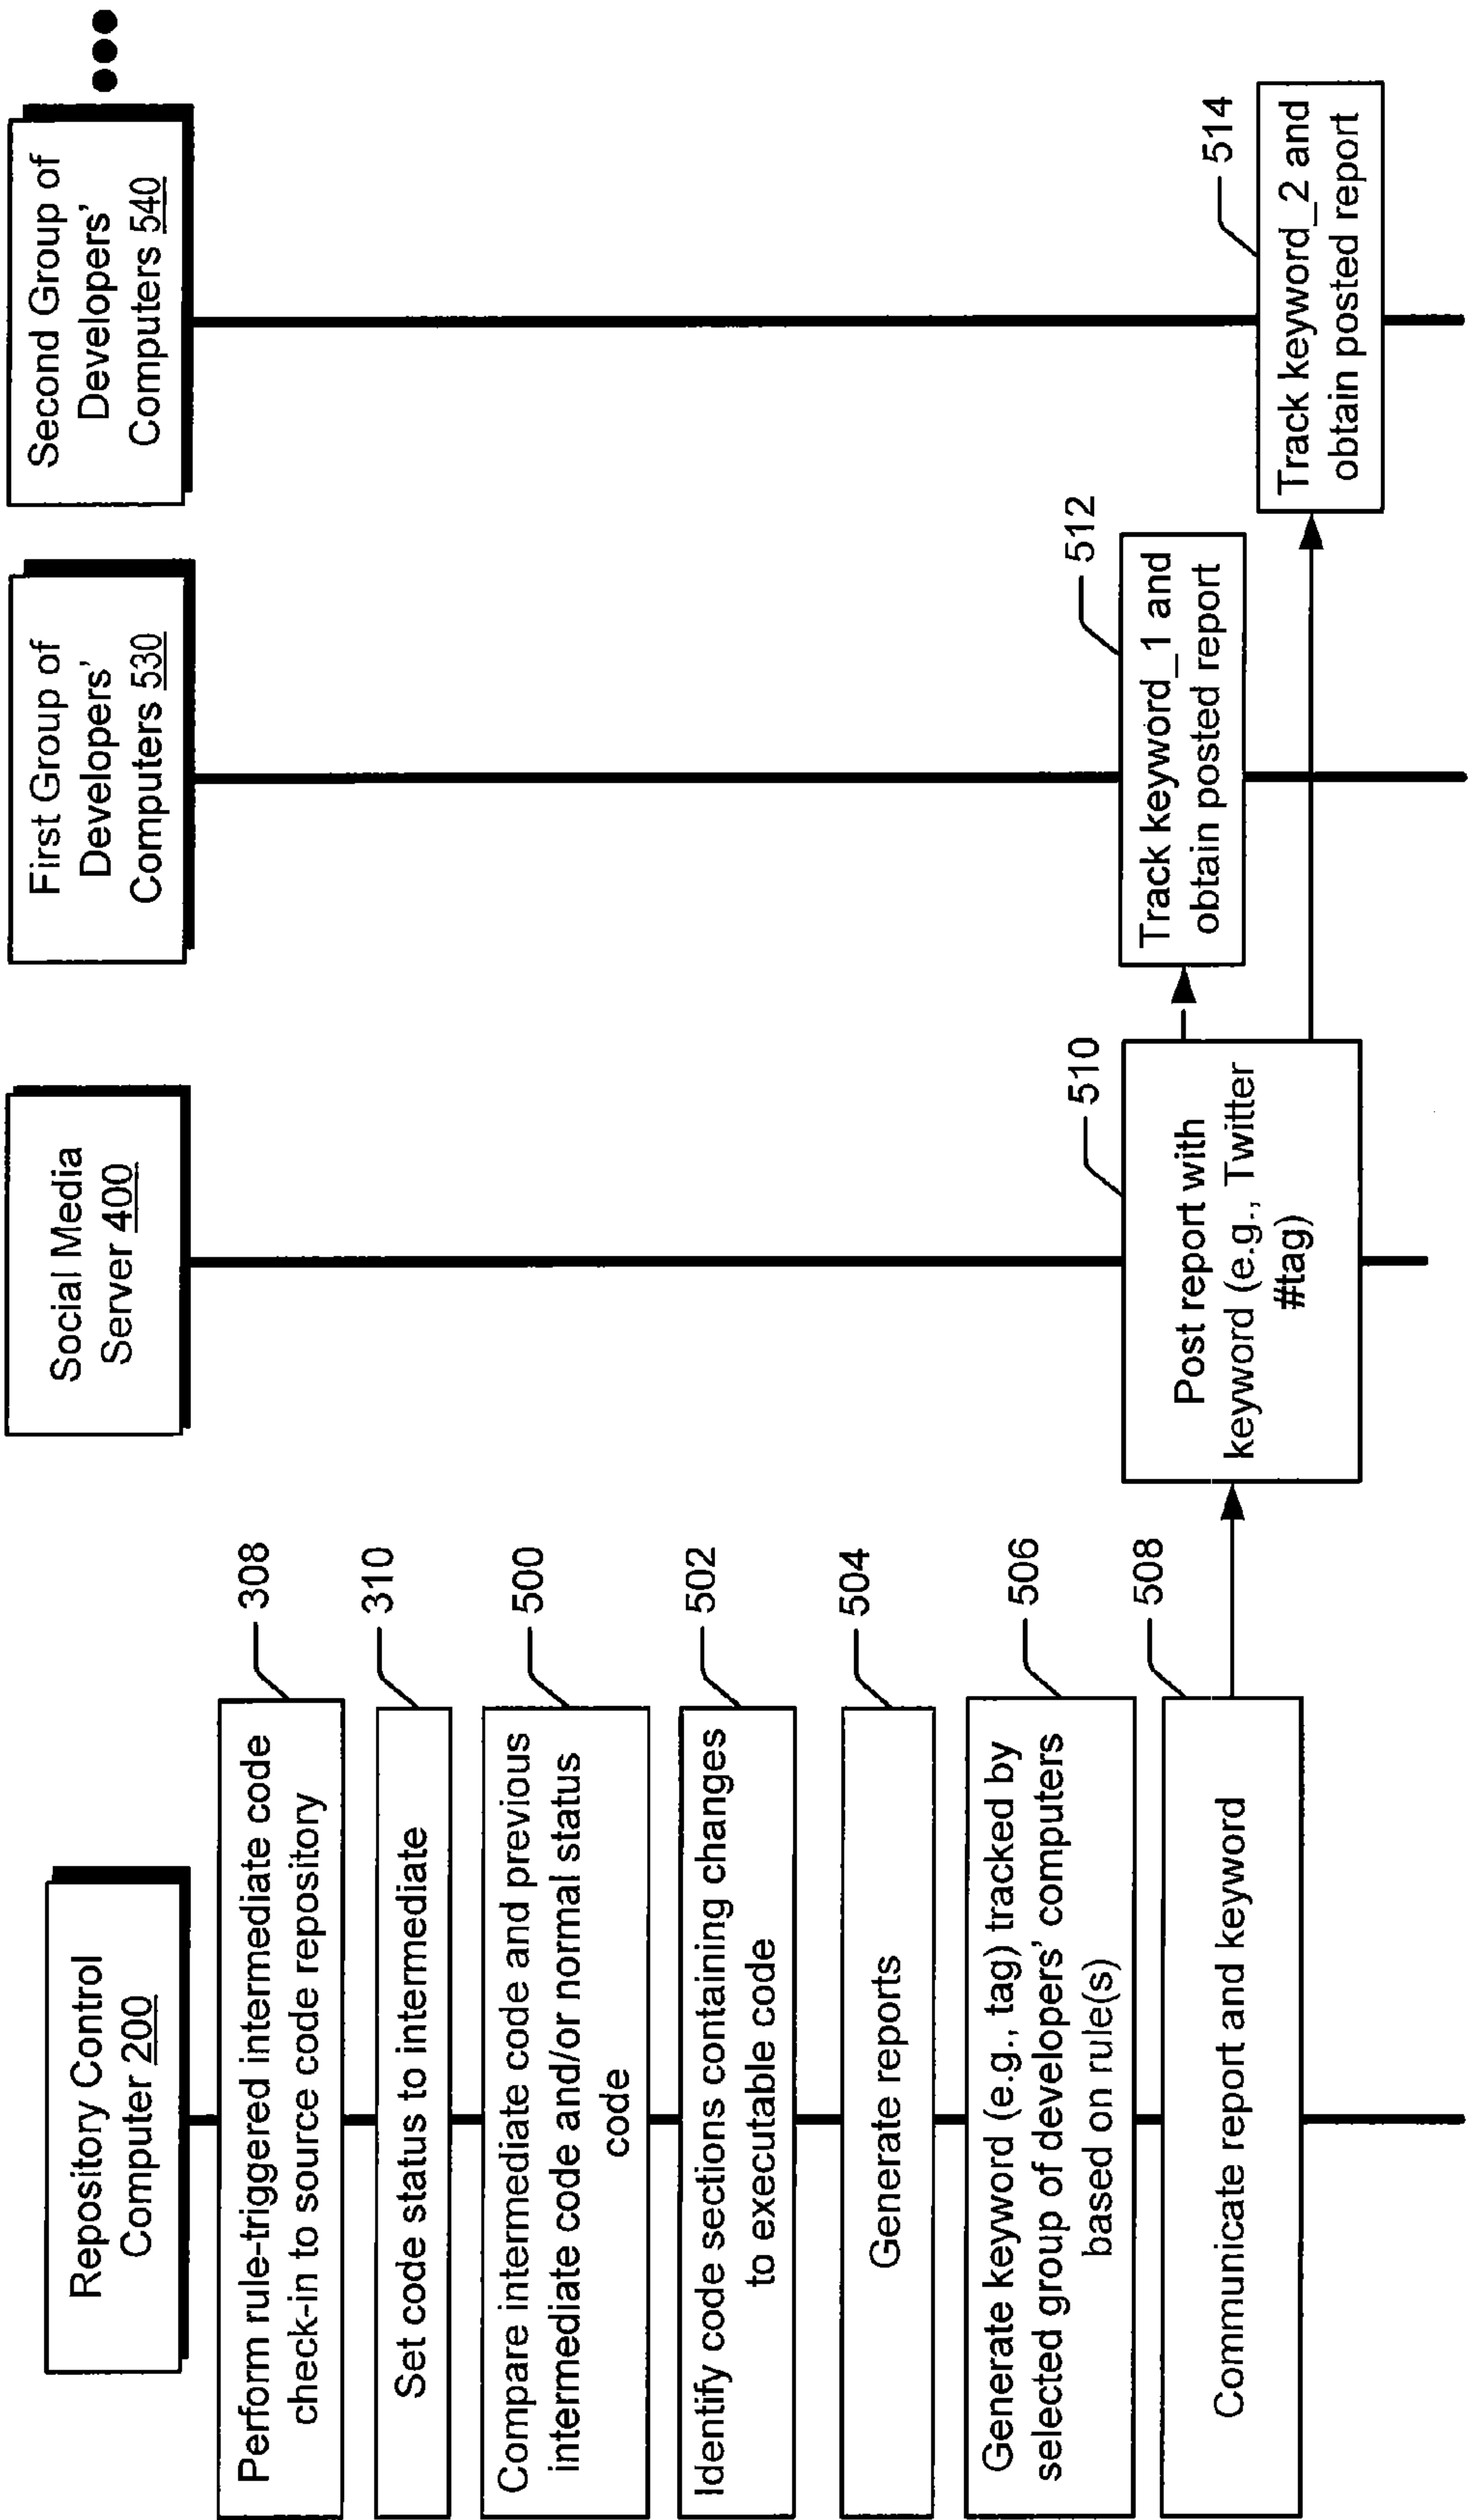 Repository Control
Computer 200
Social Media
Server 400
First Group of
Developers’
Computers 530
Second Group of
Developers’
Computers 540
Perform rule-triggered intermediate code
check-in to source code repository
308
Set code status to intermediate
310
Compare intermediate code and previous
intermediate code and/or normal status
code
500
Identify code sections containing changes
to executable code
502
Generate reports
504
Generate keyword (e.g., tag) tracked by
selected group of developers’ computers
based on rule(s)
506
Communicate report and keyword
508
Post report with
keyword (e.g., Twitter
#tag)
510
Track keyword_1 and
obtain posted report
512
Track keyword_2 and
obtain posted report
514